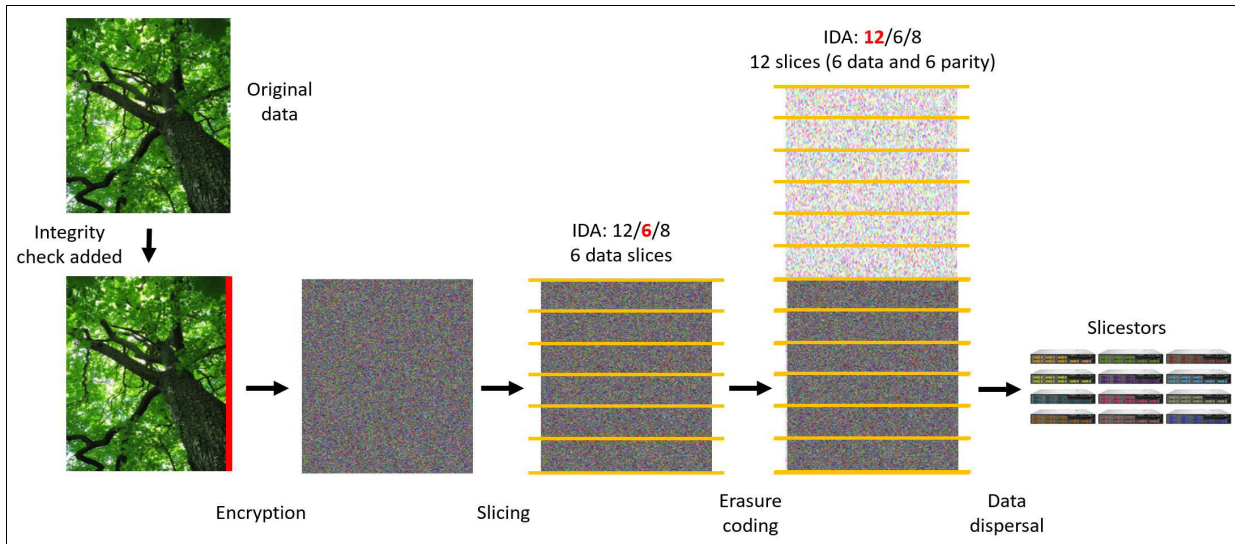 Original
data
Integrity
check added
IDA: 12/6/8
6 data slices
IDA: 12/6/8
12 slices (6 data and 6 parity)
Slicestors
Encryption
Slicing
Erasure
coding
Data
dispersal